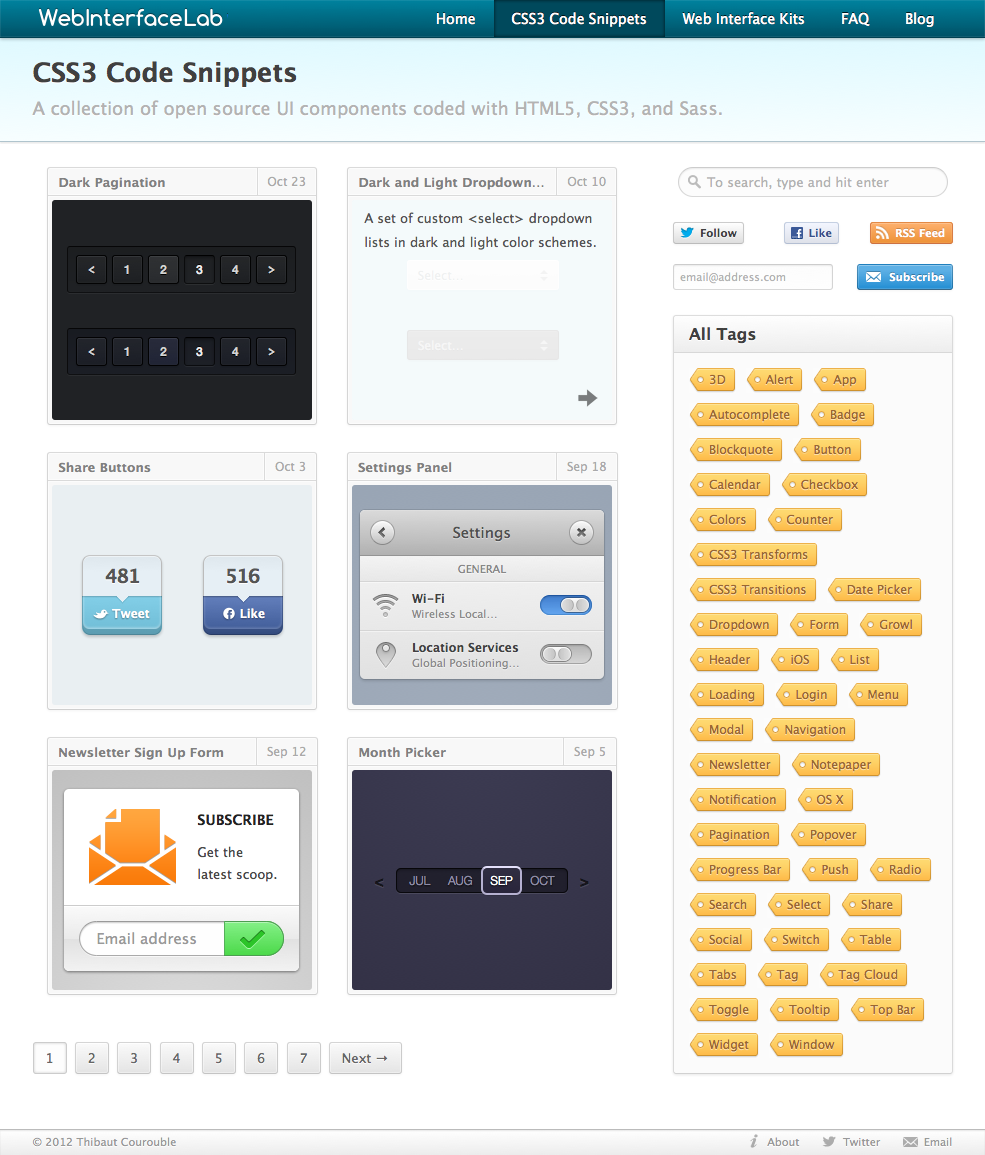 WebInterfaceLab
Home CSS3 Code Snippets Web Interface Kits FAQ Blog
CSS3 Code Snippets
A collection of open source UI components coded with HTML5, CSS3, and Sass.
Dark Pagination Oct 23
< 1 2 3 4 >
< 1 2 3 4 >
Dark and Light Dropdown... Oct 10
A set of custom <select> dropdown
lists in dark and light color schemes.
Select...
Select...
Share Buttons Oct 3
481 516
Tweet Like
Settings Panel Sep 18
Settings
GENERAL
Wi-Fi
Wireless Local...
Location Services
Global Positioning...
Newsletter Sign Up Form Sep 12
SUBSCRIBE
Get the
latest scoop.
Email address
Month Picker Sep 5
< JUL AUG SEP OCT >
1 2 3 4 5 6 7 Next →
To search, type and hit enter
Follow Like RSS Feed
email@address.com Subscribe
All Tags
3D Alert App
Autocomplete Badge
Blockquote Button
Calendar Checkbox
Colors Counter
CSS3 Transforms
CSS3 Transitions Date Picker
Dropdown Form Growl
Header iOS List
Loading Login Menu
Modal Navigation
Newsletter Notepaper
Notification OS X
Pagination Popover
Progress Bar Push Radio
Search Select Share
Social Switch Table
Tabs Tag Tag Cloud
Toggle Tooltip Top Bar
Widget Window
© 2012 Thibaut Courouble
About Twitter Email